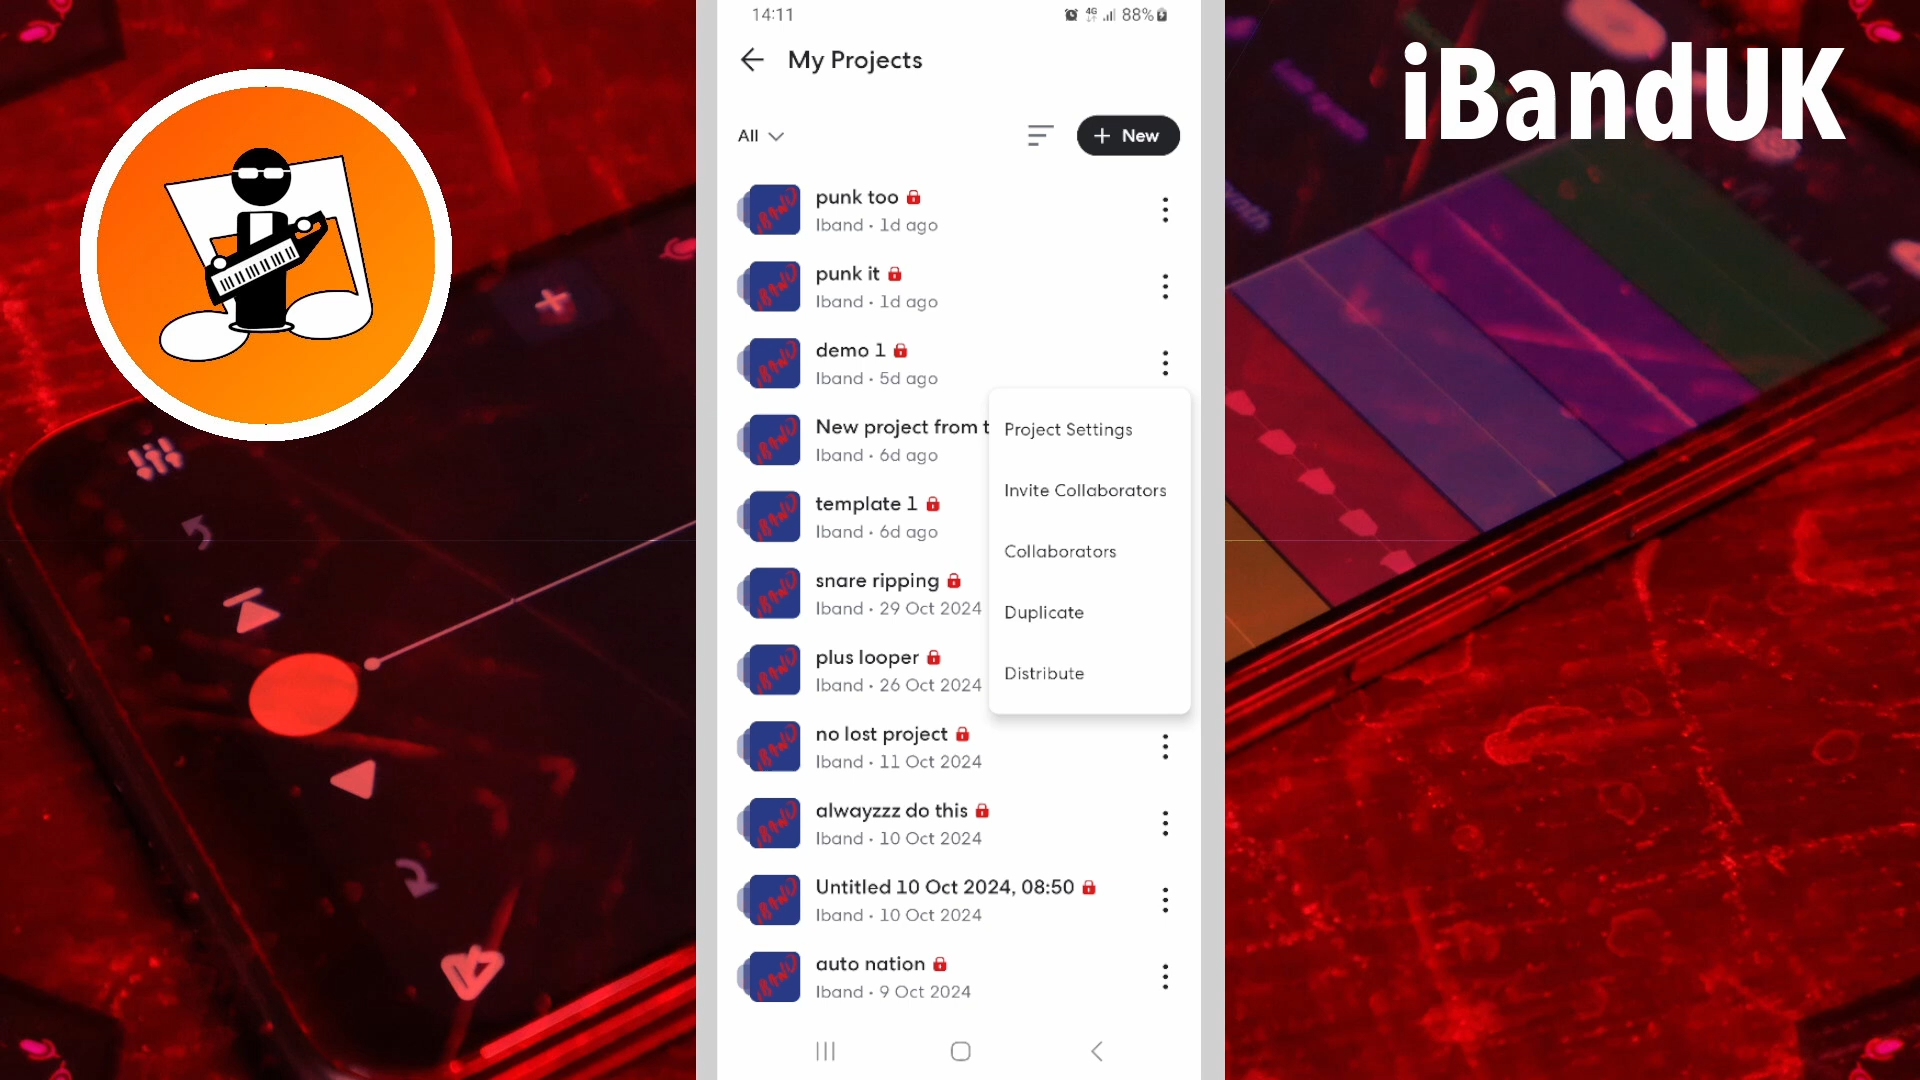 14:11
4G
88%
My Projects
iBandUK
All
+ New
punk too
Iband • 1d ago
punk it
Iband • 1d ago
demo 1
Iband • 5d ago
New project from t
Iband • 6d ago
template 1
Iband • 6d ago
snare ripping
Iband • 29 Oct 2024
plus looper
Iband • 26 Oct 2024
no lost project
Iband • 11 Oct 2024
alwayzzz do this
Iband • 10 Oct 2024
Untitled 10 Oct 2024, 08:50
Iband • 10 Oct 2024
auto nation
Iband • 9 Oct 2024
Project Settings
Invite Collaborators
Collaborators
Duplicate
Distribute